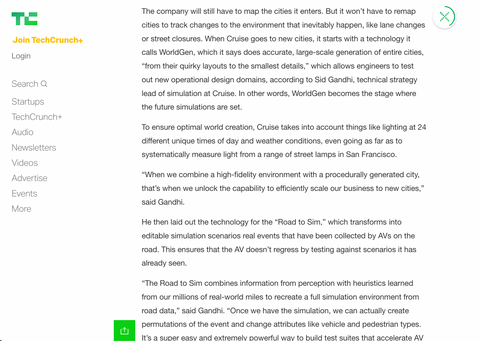 TC
Join TechCrunch+
Login
Search
Startups
TechCrunch+
Audio
Newsletters
Videos
Advertise
Events
More
The company will still have to map the cities it enters. But it won't have to remap
cities to track changes to the environment that inevitably happen, like lane changes
or street closures. When Cruise goes to new cities, it starts with a technology it
calls WorldGen, which it says does accurate, large-scale generation of entire cities,
“from their quirky layouts to the smallest details,” which allows engineers to test
out new operational design domains, according to Sid Gandhi, technical strategy
lead of simulation at Cruise. In other words, WorldGen becomes the stage where
the future simulations are set.
To ensure optimal world creation, Cruise takes into account things like lighting at 24
different unique times of day and weather conditions, even going as far as to
systematically measure light from a range of street lamps in San Francisco.
“When we combine a high-fidelity environment with a procedurally generated city,
that's when we unlock the capability to efficiently scale our business to new cities,”
said Gandhi.
He then laid out the technology for the “Road to Sim,” which transforms into
editable simulation scenarios real events that have been collected by AVs on the
road. This ensures that the AV doesn't regress by testing against scenarios it has
already seen.
“The Road to Sim combines information from perception with heuristics learned
from our millions of real-world miles to recreate a full simulation environment from
road data,” said Gandhi. “Once we have the simulation, we can actually create
permutations of the event and change attributes like vehicle and pedestrian types.
It's a super easy and extremely powerful way to build test suites that accelerate AV